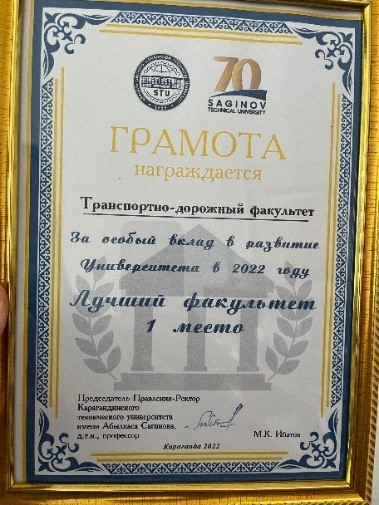 STU
70
SAGINOV
TECHNICAL UNIVERSITY
ГРАМОТА
награждается
Транспортно-дорожный факультет
За особый вклад в развитие
Университета в 2022 году
Лучший факультет
1 место
Председатель Правления-Ректор
Карагандинского
технического университета
имени Абылкаса Сагинова,
д.т.н., профессор
М.К. Ибатов
Караганда 2022